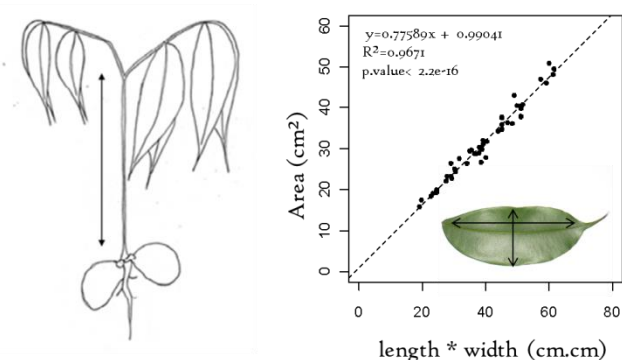 y=0.77589x + 0.99041
R²=0.9671
p.value< 2.2e-16
Area (cm²)
60
50
40
30
20
10
0
0 20 40 60 80
length * width (cm.cm)